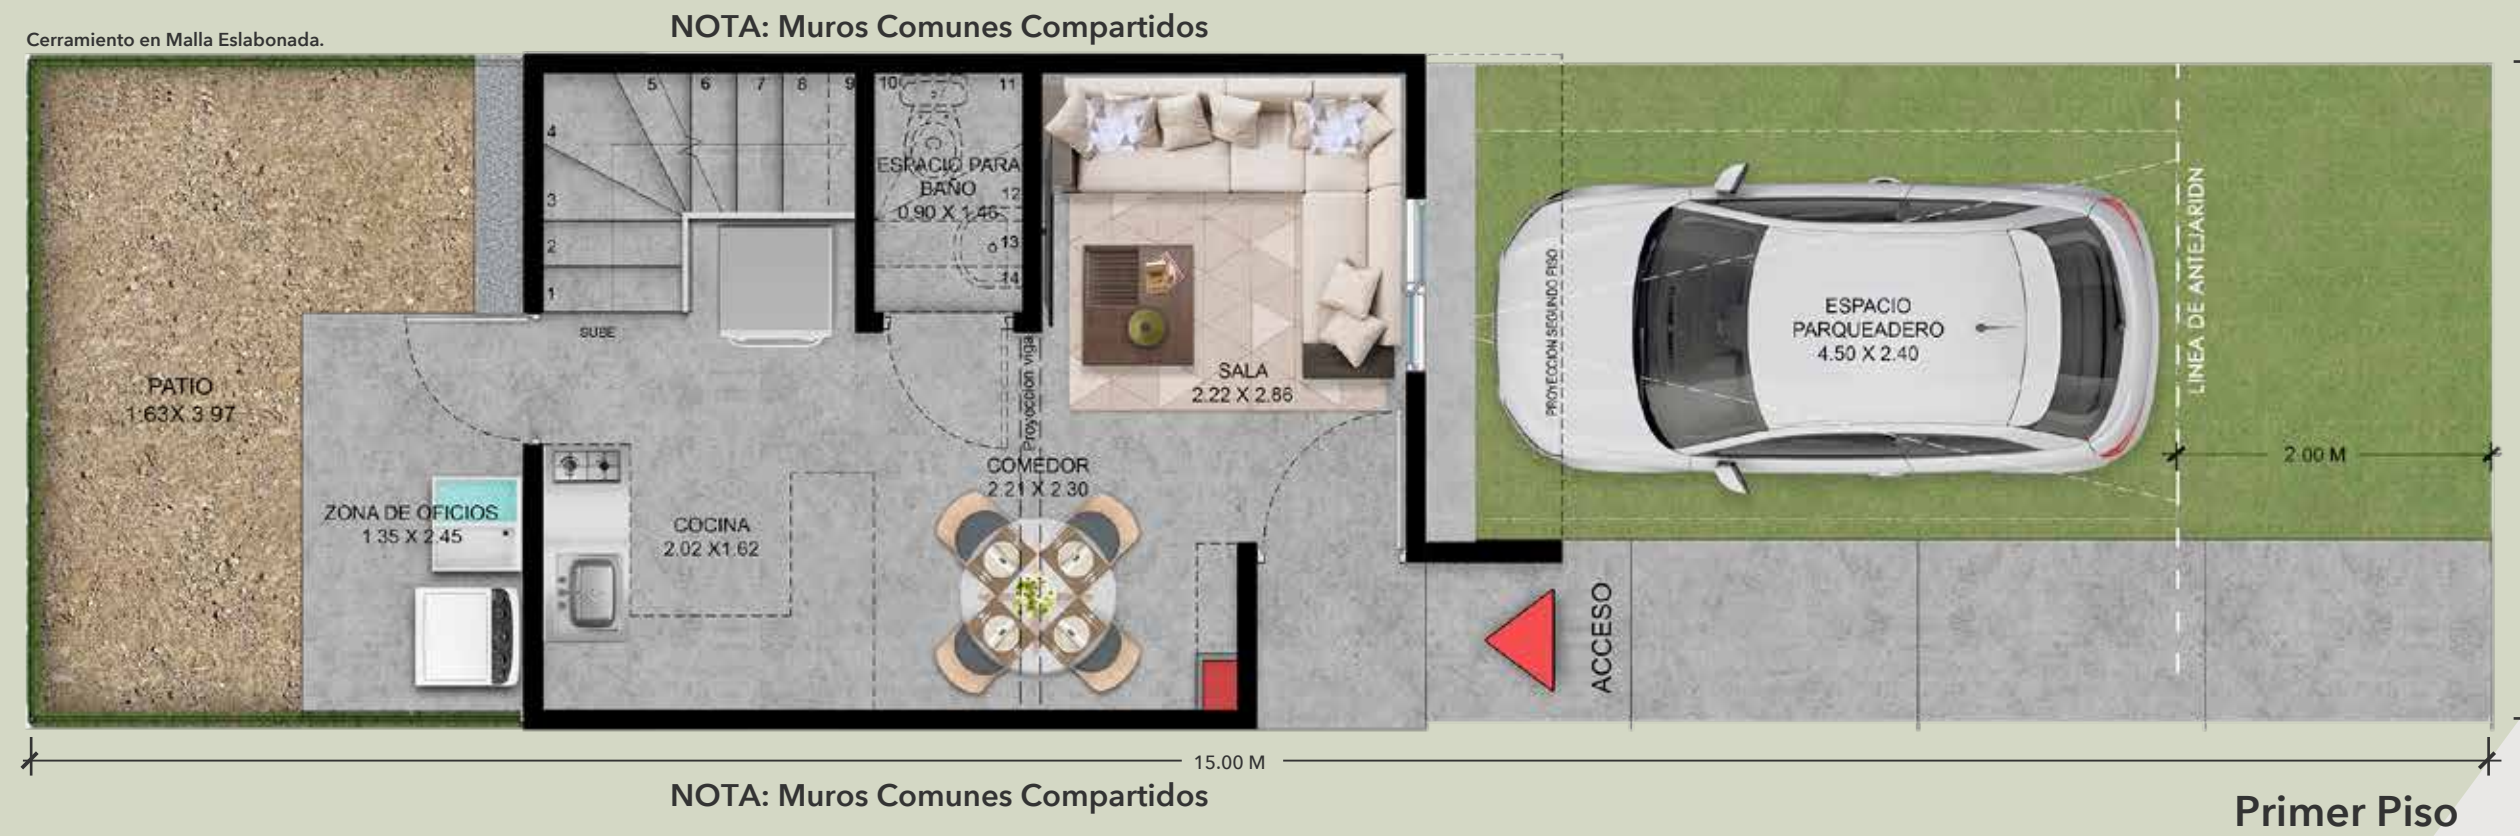 NOTA: Muros Comunes Compartidos
Cerramiento en Malla Eslabonada.
5 6 7 8 9 10 11
4
3
2
1
SUBE
12
13
14
ESPACIO PARA
BAÑO
0.90 X 1.46
PATIO
1.63X 3.97
ZONA DE OFICIOS
1.35 X 2.45
COCINA
2.02 X1.62
Proyeccion viga
COMEDOR
2.21 X 2.30
SALA
2.22 X 2.86
PROYECCION SEGUNDO PISO
ESPACIO
PARQUEADERO
4.50 X 2.40
LINEA DE ANTEJARIDN
2.00 M
ACCESO
15.00 M
NOTA: Muros Comunes Compartidos
Primer Piso